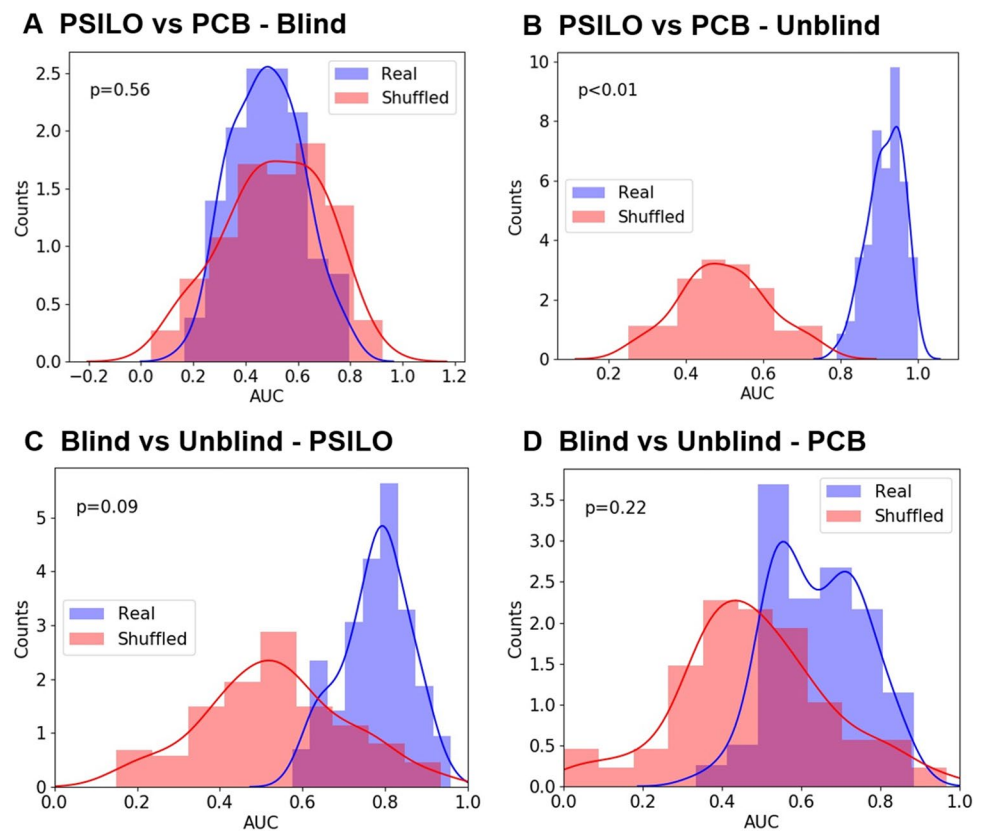 A PSILO vs PCB - Blind
p=0.56
Real
Shuffled
Counts
2.5
2.0
1.5
1.0
0.5
0.0
−0.2 0.0 0.2 0.4 0.6 0.8 1.0 1.2
AUC
B PSILO vs PCB - Unblind
p<0.01
Real
Shuffled
Counts
10
8
6
4
2
0
0.2 0.4 0.6 0.8 1.0
AUC
C Blind vs Unblind - PSILO
p=0.09
Real
Shuffled
Counts
5
4
3
2
1
0
0.0 0.2 0.4 0.6 0.8 1.0
AUC
D Blind vs Unblind - PCB
p=0.22
Real
Shuffled
Counts
3.5
3.0
2.5
2.0
1.5
1.0
0.5
0.0
0.0 0.2 0.4 0.6 0.8 1.0
AUC